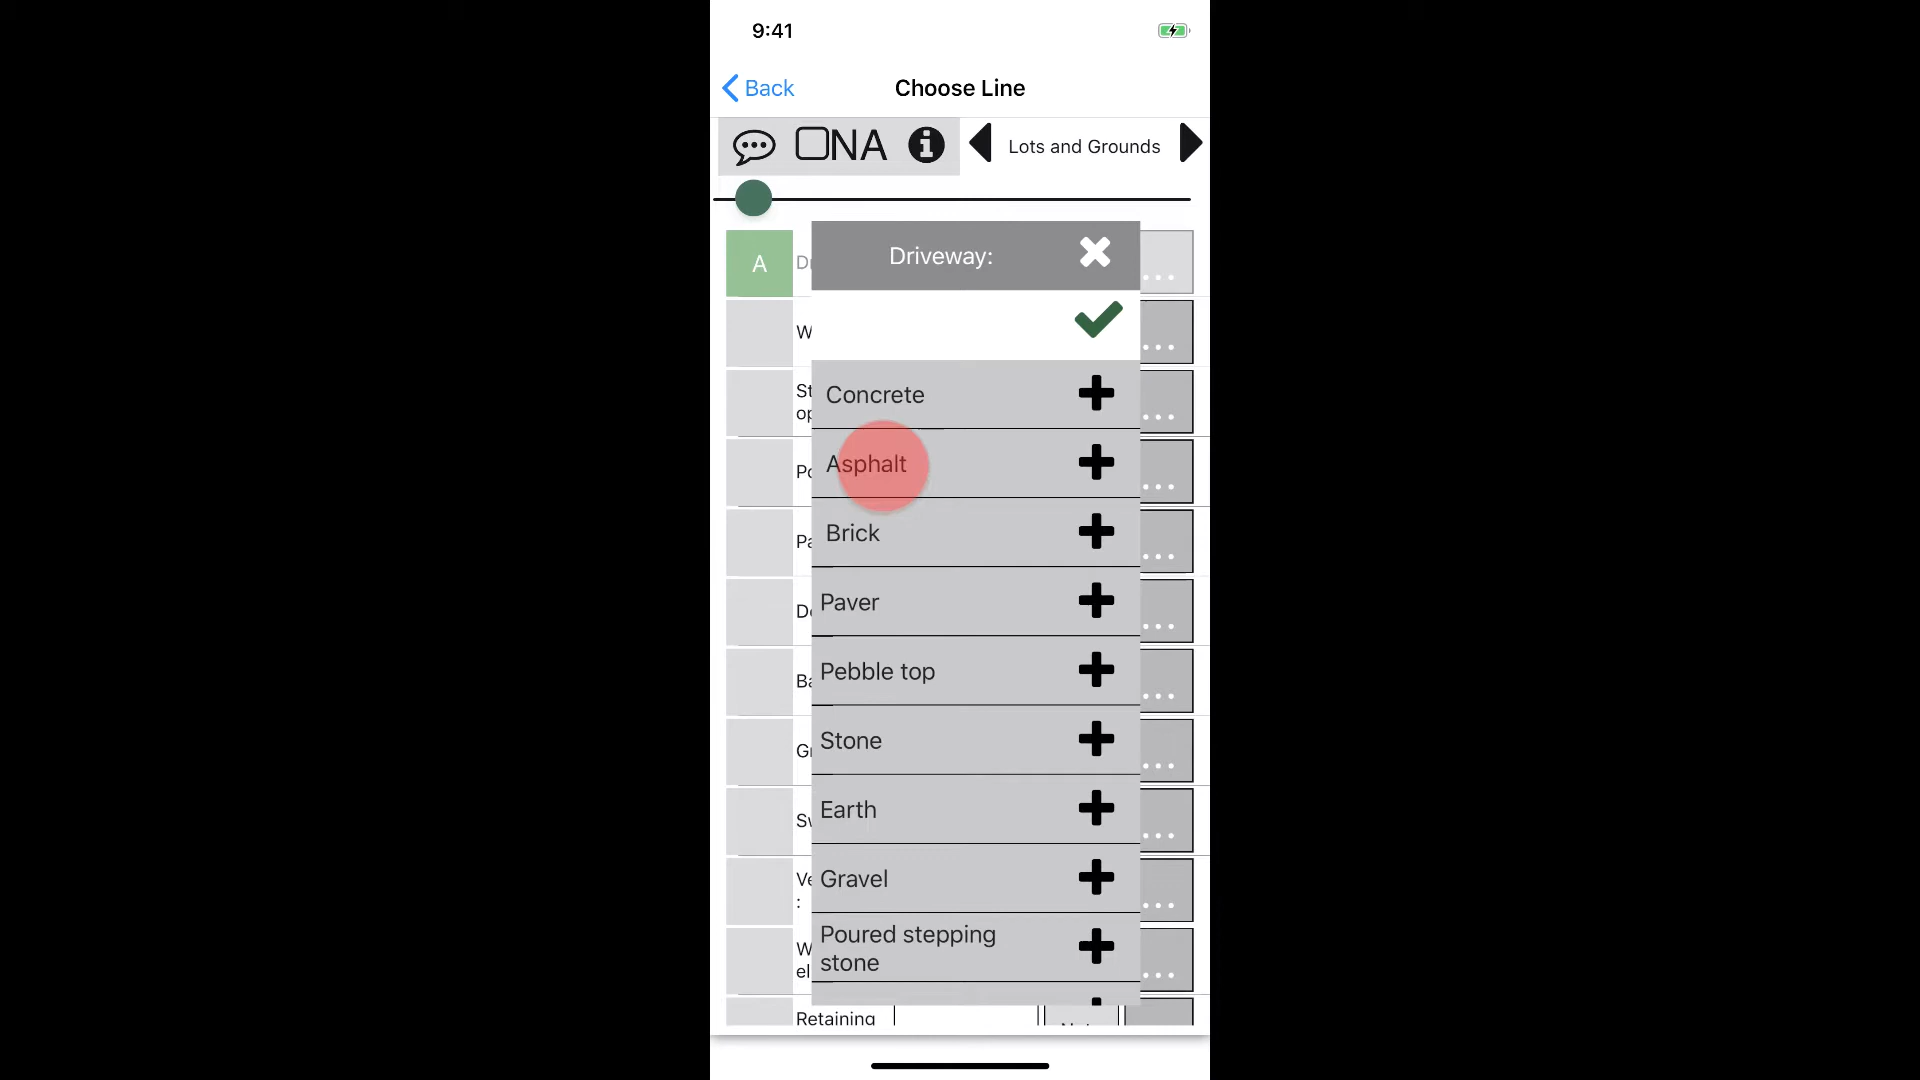 9:41
Back
Choose Line
NA
Lots and Grounds
Driveway:
A
Concrete
Asphalt
Brick
Paver
Pebble top
Stone
Earth
Gravel
Poured stepping
stone
Retaining